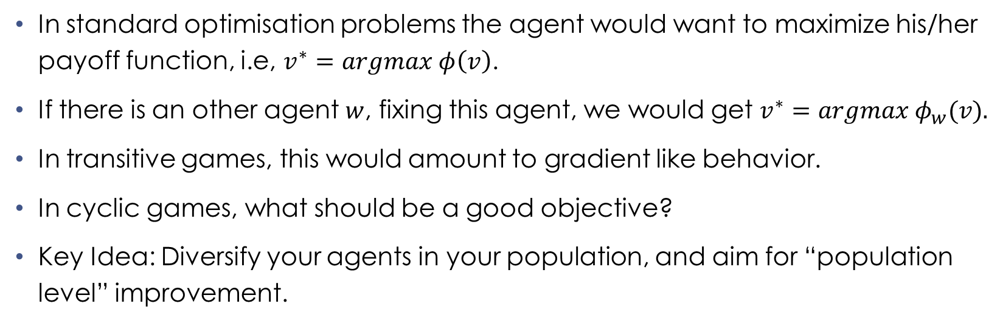 • In standard optimisation problems the agent would want to maximize his/her
payoff function, i.e, v* = argmax ϕ(v).
• If there is an other agent w, fixing this agent, we would get v* = argmax ϕ_w(v).
• In transitive games, this would amount to gradient like behavior.
• In cyclic games, what should be a good objective?
• Key Idea: Diversify your agents in your population, and aim for “population
level” improvement.